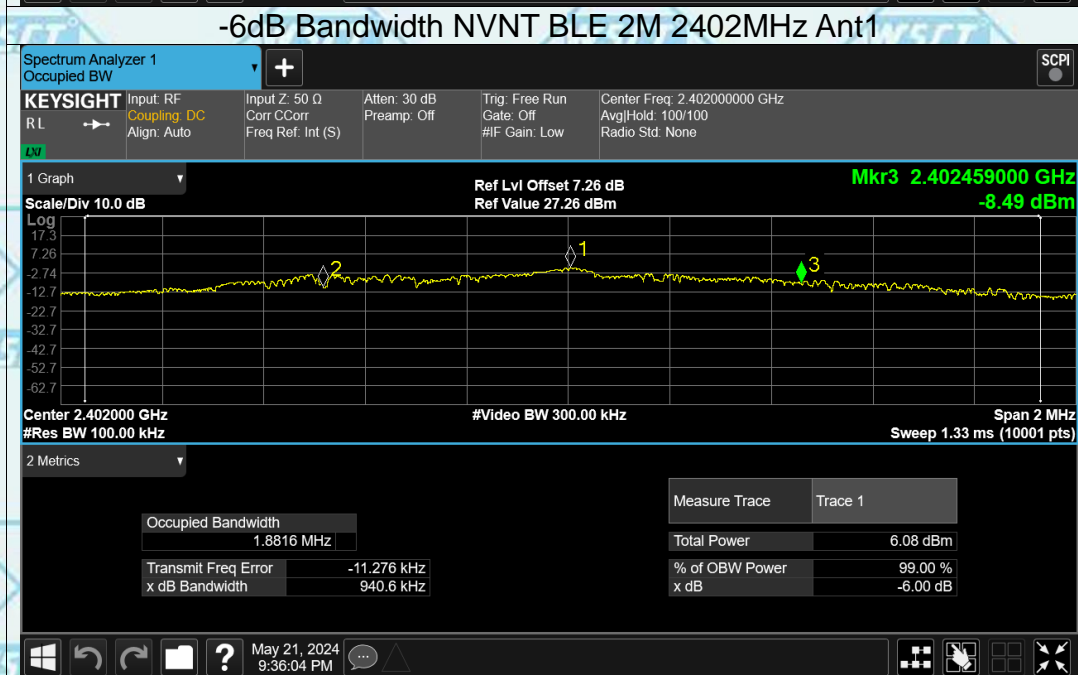 -6dB Bandwidth NVNT BLE 2M 2402MHz Ant1
Spectrum Analyzer 1
Occupied BW
+
SCPI
KEYSIGHT
R L
LXI
Input: RF
Coupling: DC
Align: Auto
Input Z: 50 Ω
Corr CCorr
Freq Ref: Int (S)
Atten: 30 dB
Preamp: Off
Trig: Free Run
Gate: Off
#IF Gain: Low
Center Freq: 2.402000000 GHz
Avg|Hold: 100/100
Radio Std: None
1 Graph
Scale/Div 10.0 dB
Ref Lvl Offset 7.26 dB
Ref Value 27.26 dBm
Mkr3 2.402459000 GHz
-8.49 dBm
Log
17.3
7.26
-2.74
-12.7
-22.7
-32.7
-42.7
-52.7
-62.7
1
2
3
Center 2.402000 GHz
#Video BW 300.00 kHz
Span 2 MHz
#Res BW 100.00 kHz
Sweep 1.33 ms (10001 pts)
2 Metrics
Occupied Bandwidth
1.8816 MHz
Transmit Freq Error -11.276 kHz
x dB Bandwidth 940.6 kHz
Measure Trace Trace 1
Total Power 6.08 dBm
% of OBW Power 99.00 %
x dB -6.00 dB
?
May 21, 2024
9:36:04 PM